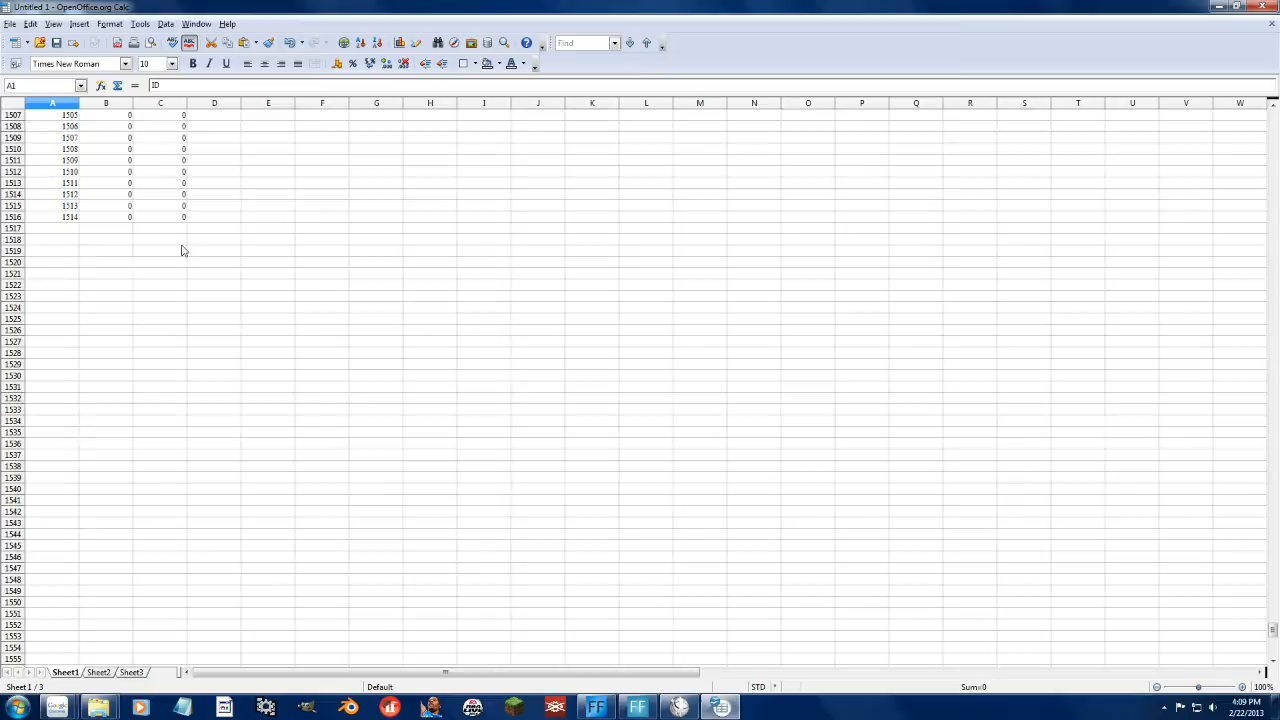 Untitled 1 - OpenOffice.org Calc
File Edit View Insert Format Tools Data Window Help
Find
Times New Roman 10
A1 ID
A B C D E F G H I J K L M N O P Q R S T U V W
1507 1505 0 0
1508 1506 0 0
1509 1507 0 0
1510 1508 0 0
1511 1509 0 0
1512 1510 0 0
1513 1511 0 0
1514 1512 0 0
1515 1513 0 0
1516 1514 0 0
1517
1518
1519
1520
1521
1522
1523
1524
1525
1526
1527
1528
1529
1530
1531
1532
1533
1534
1535
1536
1537
1538
1539
1540
1541
1542
1543
1544
1545
1546
1547
1548
1549
1550
1551
1552
1553
1554
1555
Sheet1 Sheet2 Sheet3
Sheet 1 / 3 Default STD * Sum=0 100%
4:09 PM
2/22/2013